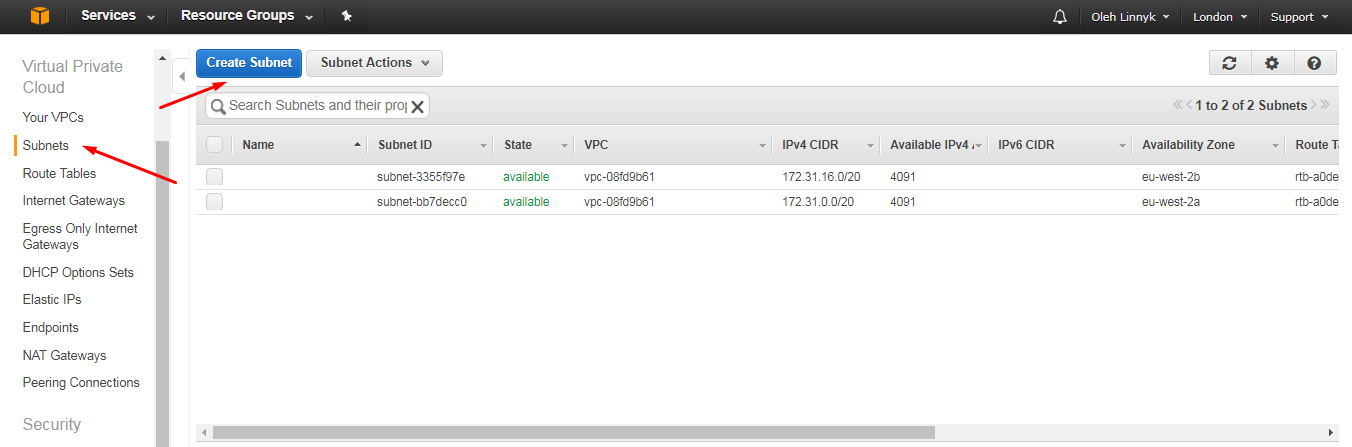 Services Resource Groups Oleh Linnyk London Support
Virtual Private
Cloud
Your VPCs
Subnets
Route Tables
Internet Gateways
Egress Only Internet
Gateways
DHCP Options Sets
Elastic IPs
Endpoints
NAT Gateways
Peering Connections
Security
Create Subnet Subnet Actions
Search Subnets and their prop
1 to 2 of 2 Subnets
Name Subnet ID State VPC IPv4 CIDR Available IPv4 IPv6 CIDR Availability Zone Route T
subnet-3355f97e available vpc-08fd9b61 172.31.16.0/20 4091 eu-west-2b rtb-a0de
subnet-bb7decc0 available vpc-08fd9b61 172.31.0.0/20 4091 eu-west-2a rtb-a0de